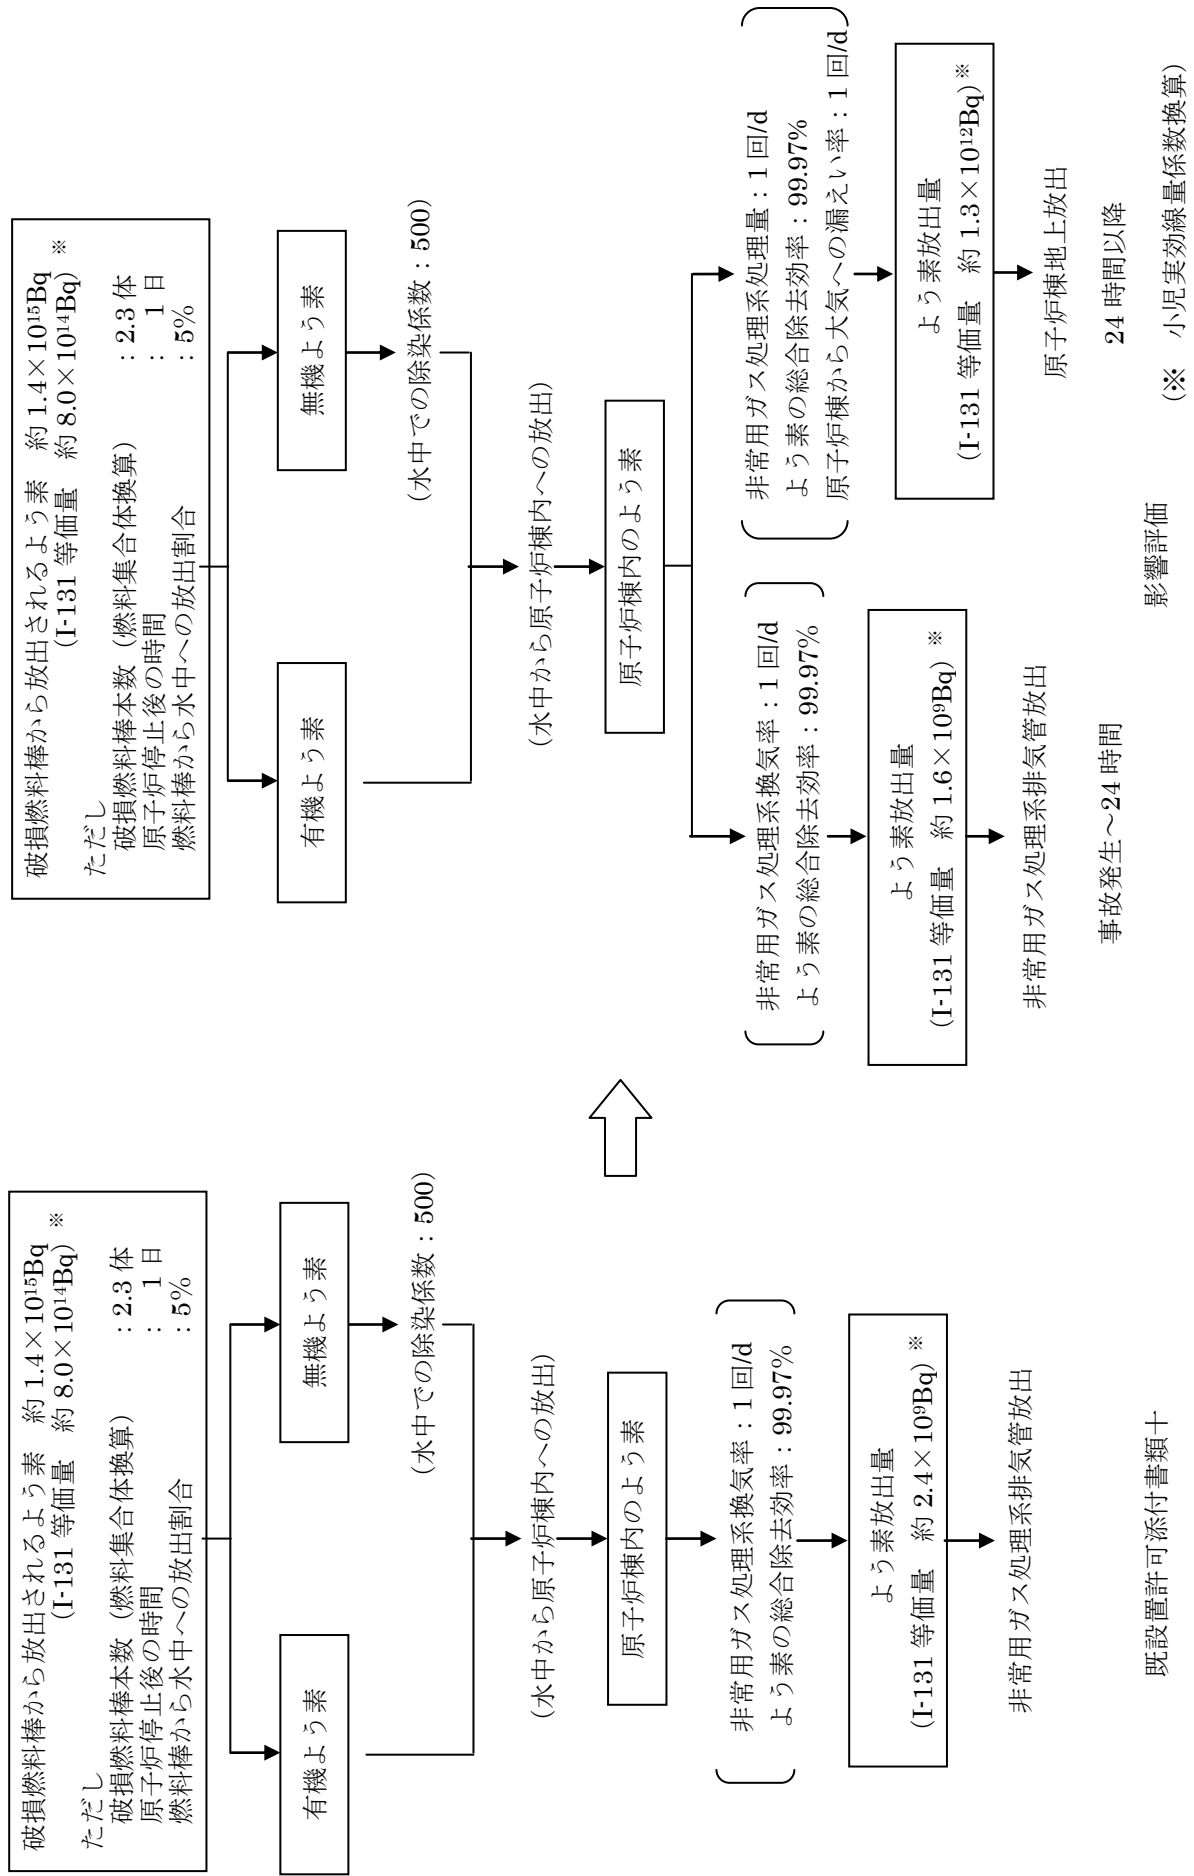 破損燃料棒から放出されるよう素　約 1.4×10¹⁵Bq
(I-131 等価量　約 8.0×10¹⁴Bq) ※
ただし
破損燃料棒本数 (燃料集合体換算)　: 2.3 体
原子炉停止後の時間　: 1 日
燃料棒から水中への放出割合　: 5%
有機よう素
無機よう素
(水中での除染係数 : 500)
(水中から原子炉棟内への放出)
原子炉棟内のよう素
非常用ガス処理系換気率 : 1 回/d
よう素の総合除去効率 : 99.97%
よう素放出量
(I-131 等価量　約 2.4×10⁹Bq) ※
非常用ガス処理系排気管放出
既設置許可添付書類十
破損燃料棒から放出されるよう素　約 1.4×10¹⁵Bq
(I-131 等価量　約 8.0×10¹⁴Bq) ※
ただし
破損燃料棒本数 (燃料集合体換算)　: 2.3 体
原子炉停止後の時間　: 1 日
燃料棒から水中への放出割合　: 5%
有機よう素
無機よう素
(水中での除染係数 : 500)
(水中から原子炉棟内への放出)
原子炉棟内のよう素
非常用ガス処理系換気率 : 1 回/d
よう素の総合除去効率 : 99.97%
よう素放出量
(I-131 等価量　約 1.6×10⁹Bq) ※
非常用ガス処理系排気管放出
事故発生～24 時間
非常用ガス処理系処理量 : 1 回/d
よう素の総合除去効率 : 99.97%
原子炉棟から大気への漏えい率 : 1 回/d
よう素放出量
(I-131 等価量　約 1.3×10¹²Bq) ※
原子炉棟地上放出
24 時間以降
影響評価
(※　小児実効線量係数換算)